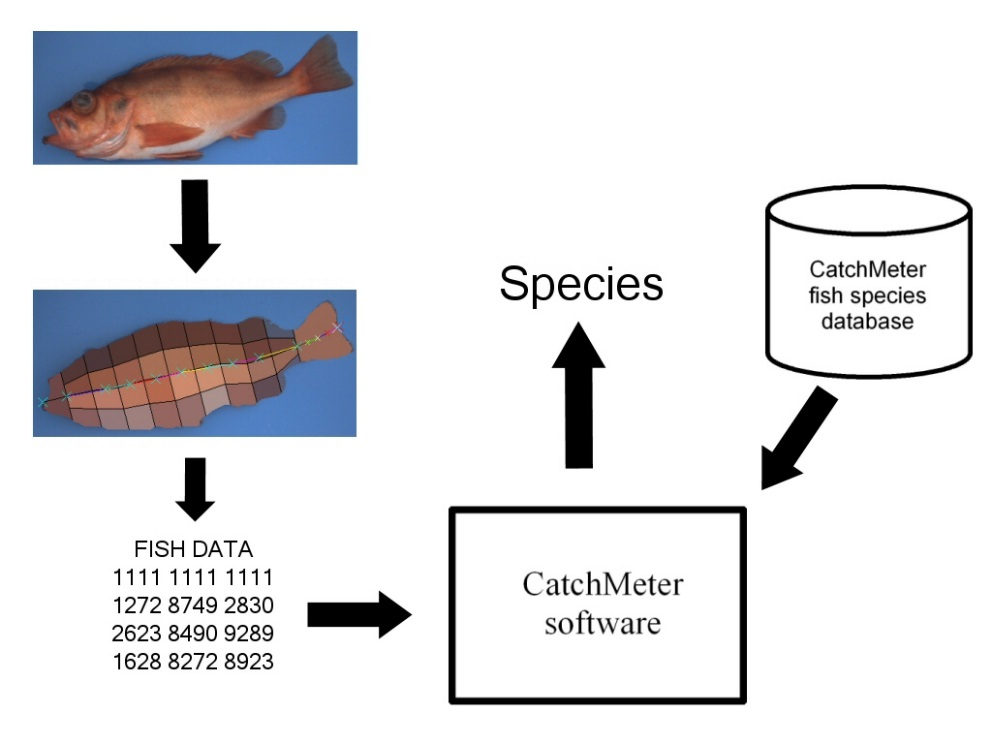 Species
CatchMeter
fish species
database
FISH DATA
1111 1111 1111
1272 8749 2830
2623 8490 9289
1628 8272 8923
CatchMeter
software